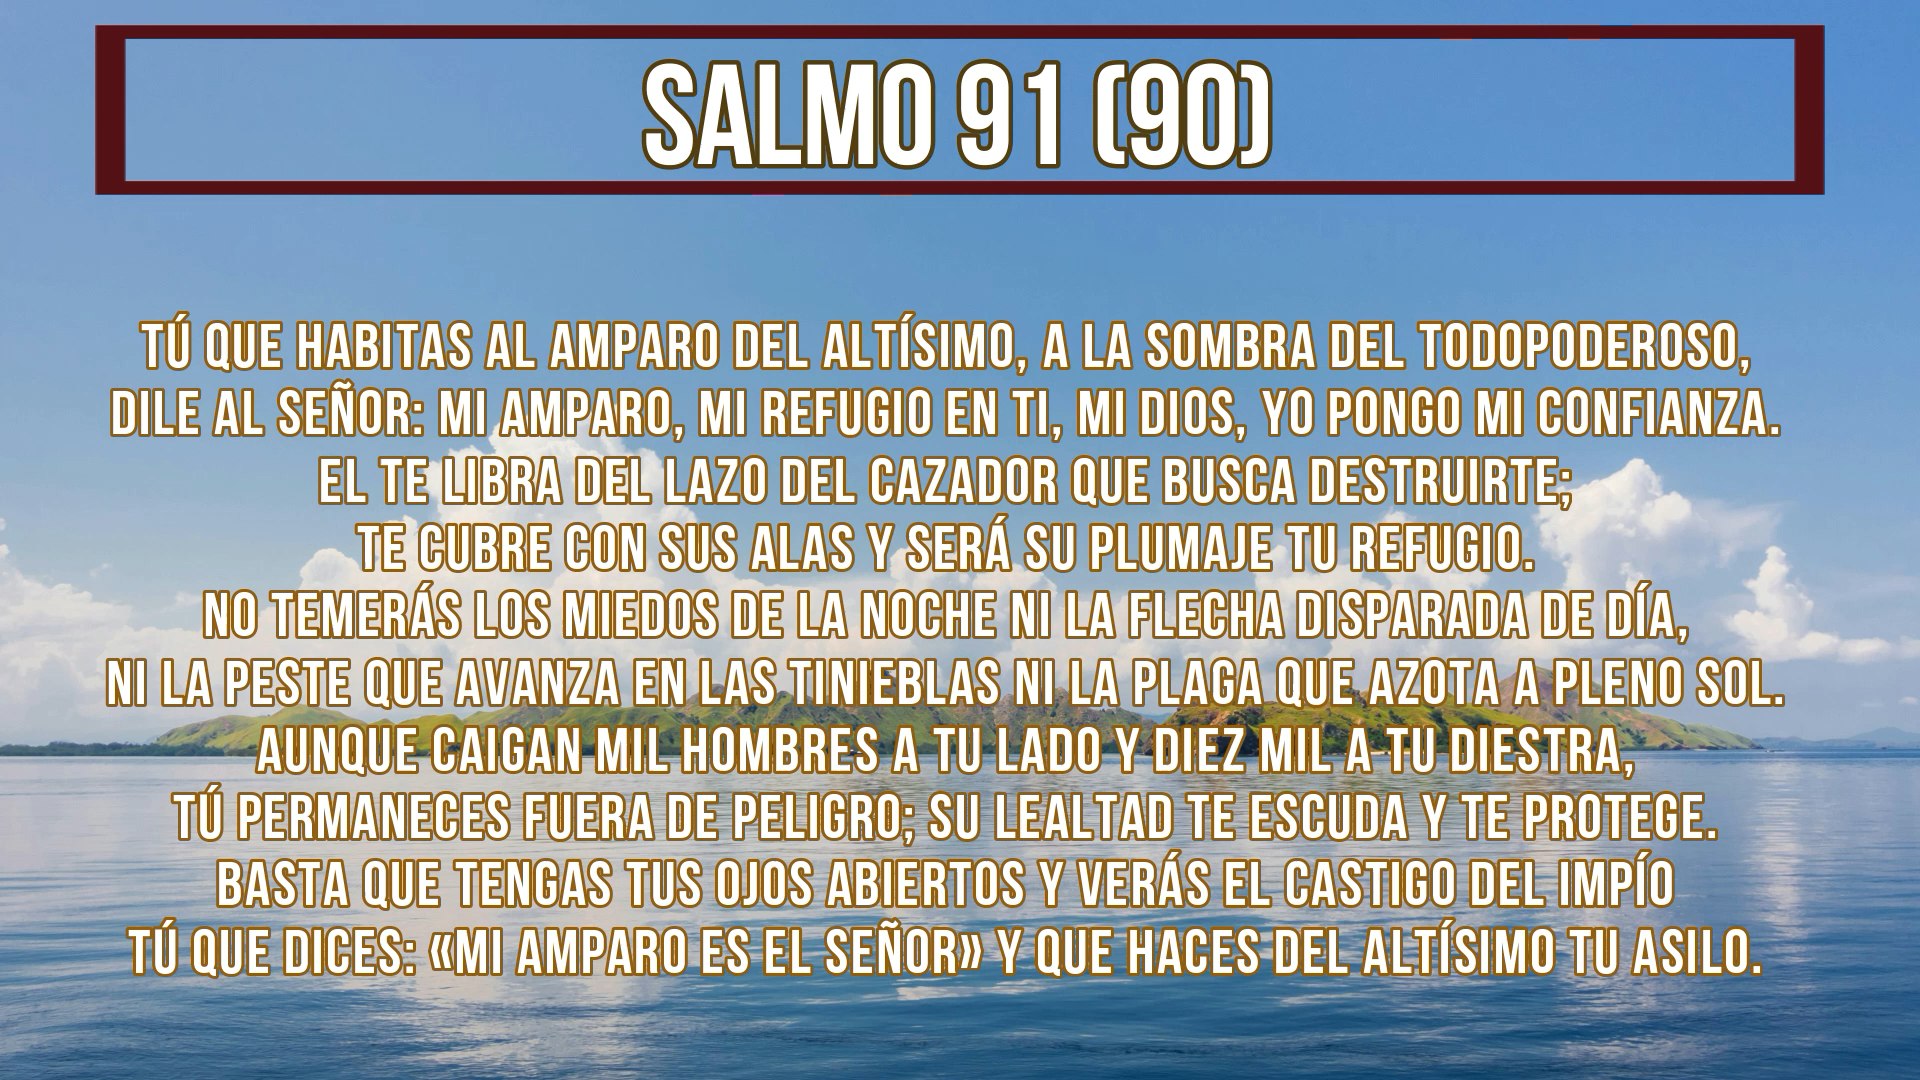 SALMO 91 (90)
TÚ QUE HABITAS AL AMPARO DEL ALTÍSIMO, A LA SOMBRA DEL TODOPODEROSO,
DILE AL SEÑOR: MI AMPARO, MI REFUGIO EN TI, MI DIOS, YO PONGO MI CONFIANZA.
EL TE LIBRA DEL LAZO DEL CAZADOR QUE BUSCA DESTRUIRTE;
TE CUBRE CON SUS ALAS Y SERÁ SU PLUMAJE TU REFUGIO.
NO TEMERÁS LOS MIEDOS DE LA NOCHE NI LA FLECHA DISPARADA DE DÍA,
NI LA PESTE QUE AVANZA EN LAS TINIEBLAS NI LA PLAGA QUE AZOTA A PLENO SOL.
AUNQUE CAIGAN MIL HOMBRES A TU LADO Y DIEZ MIL A TU DIESTRA,
TÚ PERMANECES FUERA DE PELIGRO; SU LEALTAD TE ESCUDA Y TE PROTEGE.
BASTA QUE TENGAS TUS OJOS ABIERTOS Y VERÁS EL CASTIGO DEL IMPÍO
TÚ QUE DICES: «MI AMPARO ES EL SEÑOR» Y QUE HACES DEL ALTÍSIMO TU ASILO.